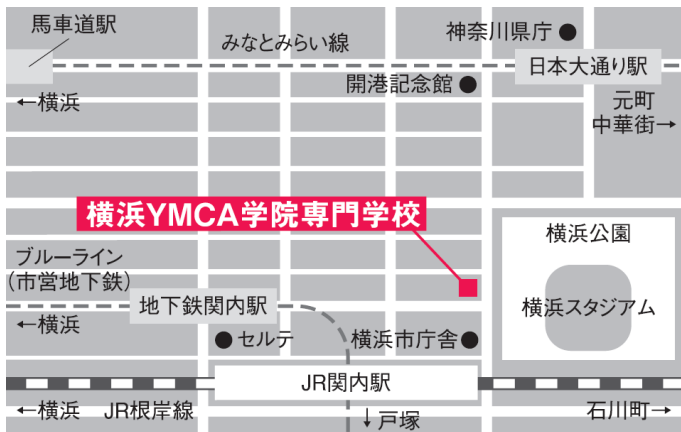 馬車道駅
みなとみらい線
神奈川県庁
日本大通り駅
←横浜
開港記念館
元町
中華街→
横浜YMCA学院専門学校
横浜公園
ブルーライン
(市営地下鉄)
地下鉄関内駅
横浜スタジアム
←横浜
セルテ
横浜市庁舎
JR関内駅
←横浜
JR根岸線
↓戸塚
石川町→